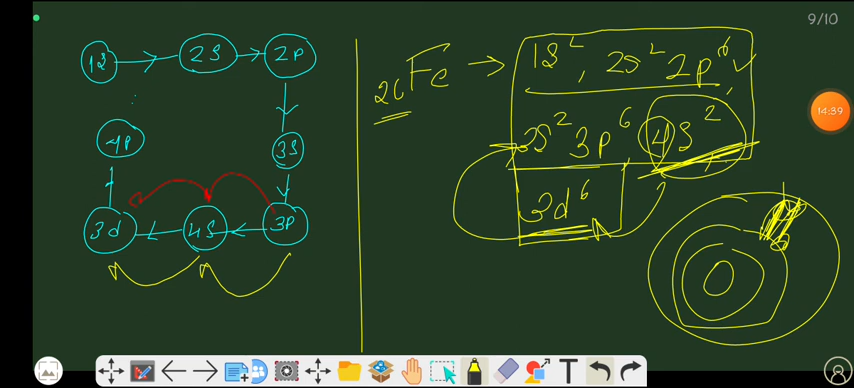 9/10
14:39
1S → 2S → 2P
4P
3S
3d 4S 3P
26Fe → 1S², 2S² 2p⁶,
3S² 3p⁶ 4S²,
3d⁶
T